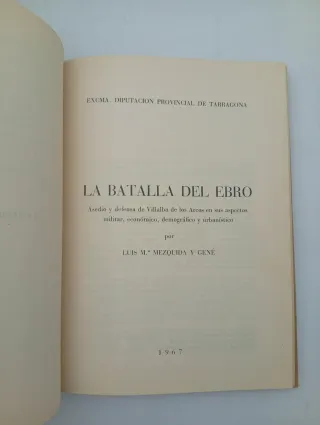 EXCMA. DIPUTACION PROVINCIAL DE TARRAGONA
LA BATALLA DEL EBRO
Asedio y defensa de Villalba de los Arcos en sus aspectos
militar, económico, demográfico y urbanístico
por
LUIS M.ª MEZQUIDA Y GENÉ
1967